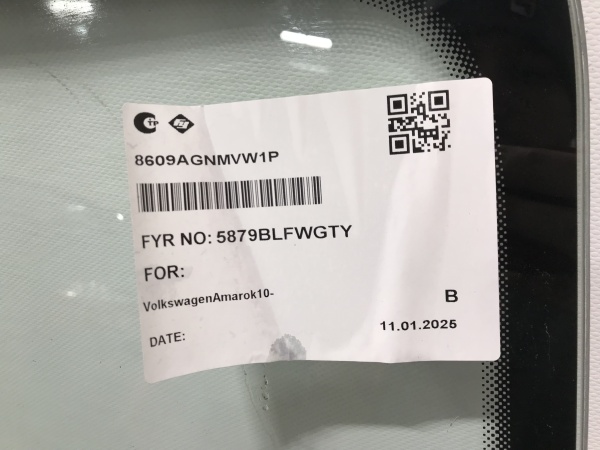 8609AGNMVW1P
FYR NO: 5879BLFWGTY
FOR:
VolkswagenAmarok10-
B
DATE: 11.01.2025